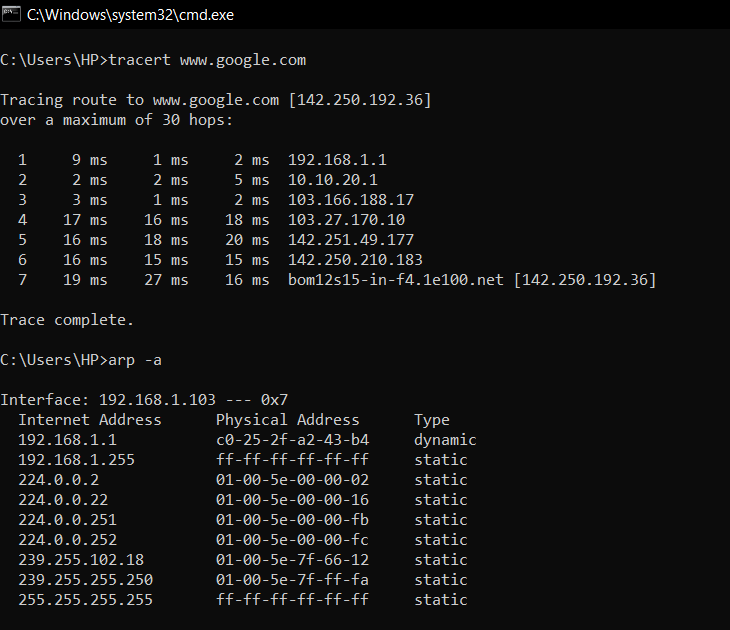 C:\Windows\system32\cmd.exe
C:\Users\HP>tracert www.google.com
Tracing route to www.google.com [142.250.192.36]
over a maximum of 30 hops:
  1     9 ms     1 ms     2 ms  192.168.1.1
  2     2 ms     2 ms     5 ms  10.10.20.1
  3     3 ms     1 ms     2 ms  103.166.188.17
  4    17 ms    16 ms    18 ms  103.27.170.10
  5    16 ms    18 ms    20 ms  142.251.49.177
  6    16 ms    15 ms    15 ms  142.250.210.183
  7    19 ms    27 ms    16 ms  bom12s15-in-f4.1e100.net [142.250.192.36]
Trace complete.
C:\Users\HP>arp -a
Interface: 192.168.1.103 --- 0x7
  Internet Address      Physical Address      Type
  192.168.1.1           c0-25-2f-a2-43-b4     dynamic
  192.168.1.255         ff-ff-ff-ff-ff-ff     static
  224.0.0.2             01-00-5e-00-00-02     static
  224.0.0.22            01-00-5e-00-00-16     static
  224.0.0.251           01-00-5e-00-00-fb     static
  224.0.0.252           01-00-5e-00-00-fc     static
  239.255.102.18        01-00-5e-7f-66-12     static
  239.255.255.250       01-00-5e-7f-ff-fa     static
  255.255.255.255       ff-ff-ff-ff-ff-ff     static